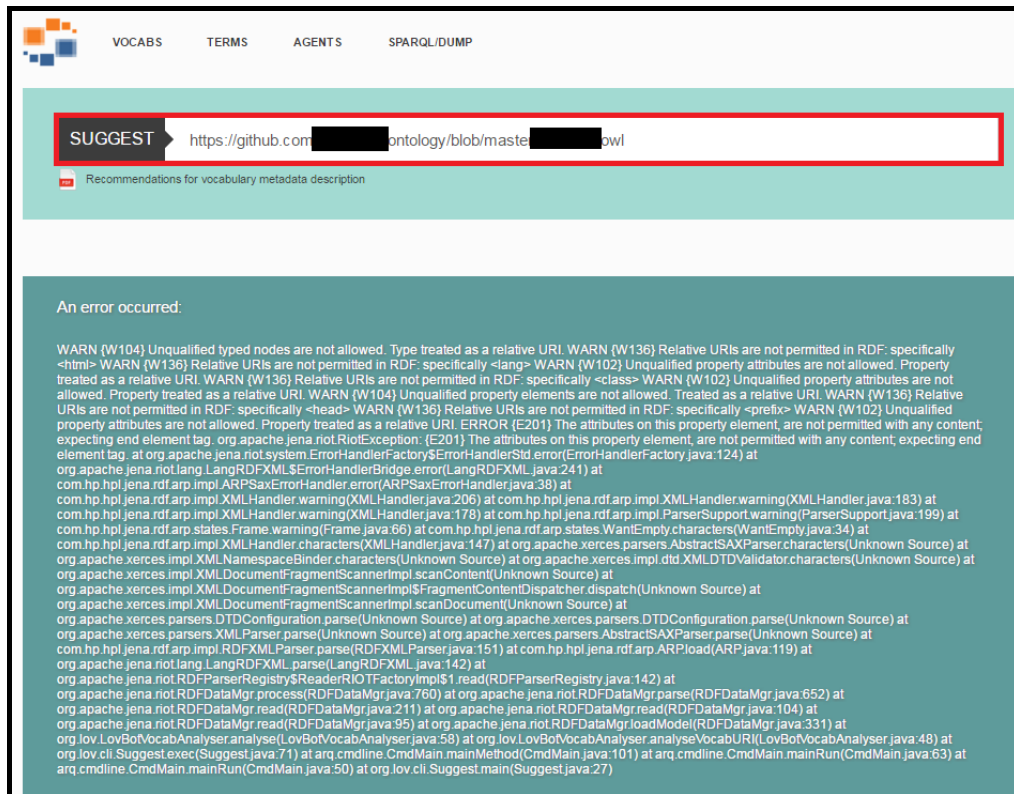 VOCABS TERMS AGENTS SPARQL/DUMP
SUGGEST https://github.com ontology/blob/maste owl
PDF Recommendations for vocabulary metadata description
An error occurred:
WARN {W104} Unqualified typed nodes are not allowed. Type treated as a relative URI. WARN {W136} Relative URIs are not permitted in RDF: specifically
<html> WARN {W136} Relative URIs are not permitted in RDF: specifically <lang> WARN {W102} Unqualified property attributes are not allowed. Property
treated as a relative URI. WARN {W136} Relative URIs are not permitted in RDF: specifically <class> WARN {W102} Unqualified property attributes are not
allowed. Property treated as a relative URI. WARN {W104} Unqualified property elements are not allowed. Treated as a relative URI. WARN {W136} Relative
URIs are not permitted in RDF: specifically <head> WARN {W136} Relative URIs are not permitted in RDF: specifically <prefix> WARN {W102} Unqualified
property attributes are not allowed. Property treated as a relative URI. ERROR {E201} The attributes on this property element, are not permitted with any content;
expecting end element tag. org.apache.jena.riot.RiotException: {E201} The attributes on this property element, are not permitted with any content; expecting end
element tag. at org.apache.jena.riot.system.ErrorHandlerFactory$ErrorHandlerStd.error(ErrorHandlerFactory.java:124) at
org.apache.jena.riot.lang.LangRDFXML$ErrorHandlerBridge.error(LangRDFXML.java:241) at
com.hp.hpl.jena.rdf.arp.impl.ARPSaxErrorHandler.error(ARPSaxErrorHandler.java:38) at
com.hp.hpl.jena.rdf.arp.impl.XMLHandler.warning(XMLHandler.java:206) at com.hp.hpl.jena.rdf.arp.impl.XMLHandler.warning(XMLHandler.java:183) at
com.hp.hpl.jena.rdf.arp.impl.XMLHandler.warning(XMLHandler.java:178) at com.hp.hpl.jena.rdf.arp.impl.ParserSupport.warning(ParserSupport.java:199) at
com.hp.hpl.jena.rdf.arp.states.Frame.warning(Frame.java:66) at com.hp.hpl.jena.rdf.arp.states.WantEmpty.characters(WantEmpty.java:34) at
com.hp.hpl.jena.rdf.arp.impl.XMLHandler.characters(XMLHandler.java:147) at org.apache.xerces.parsers.AbstractSAXParser.characters(Unknown Source) at
org.apache.xerces.impl.XMLNamespaceBinder.characters(Unknown Source) at org.apache.xerces.impl.dtd.XMLDTDValidator.characters(Unknown Source) at
org.apache.xerces.impl.XMLDocumentFragmentScannerImpl.scanContent(Unknown Source) at
org.apache.xerces.impl.XMLDocumentFragmentScannerImpl$FragmentContentDispatcher.dispatch(Unknown Source) at
org.apache.xerces.impl.XMLDocumentFragmentScannerImpl.scanDocument(Unknown Source) at
org.apache.xerces.parsers.DTDConfiguration.parse(Unknown Source) at org.apache.xerces.parsers.DTDConfiguration.parse(Unknown Source) at
org.apache.xerces.parsers.XMLParser.parse(Unknown Source) at org.apache.xerces.parsers.AbstractSAXParser.parse(Unknown Source) at
com.hp.hpl.jena.rdf.arp.impl.RDFXMLParser.parse(RDFXMLParser.java:151) at com.hp.hpl.jena.rdf.arp.ARP.load(ARP.java:119) at
org.apache.jena.riot.lang.LangRDFXML.parse(LangRDFXML.java:142) at
org.apache.jena.riot.RDFParserRegistry$ReaderRIOTFactoryImpl$1.read(RDFParserRegistry.java:142) at
org.apache.jena.riot.RDFDataMgr.process(RDFDataMgr.java:760) at org.apache.jena.riot.RDFDataMgr.parse(RDFDataMgr.java:652) at
org.apache.jena.riot.RDFDataMgr.read(RDFDataMgr.java:211) at org.apache.jena.riot.RDFDataMgr.read(RDFDataMgr.java:104) at
org.apache.jena.riot.RDFDataMgr.read(RDFDataMgr.java:95) at org.apache.jena.riot.RDFDataMgr.loadModel(RDFDataMgr.java:331) at
org.lov.LovBotVocabAnalyser.analyse(LovBotVocabAnalyser.java:58) at org.lov.LovBotVocabAnalyser.analyseVocabURI(LovBotVocabAnalyser.java:48) at
org.lov.cli.Suggest.exec(Suggest.java:71) at arq.cmdline.CmdMain.mainMethod(CmdMain.java:101) at arq.cmdline.CmdMain.mainRun(CmdMain.java:63) at
arq.cmdline.CmdMain.mainRun(CmdMain.java:50) at org.lov.cli.Suggest.main(Suggest.java:27)